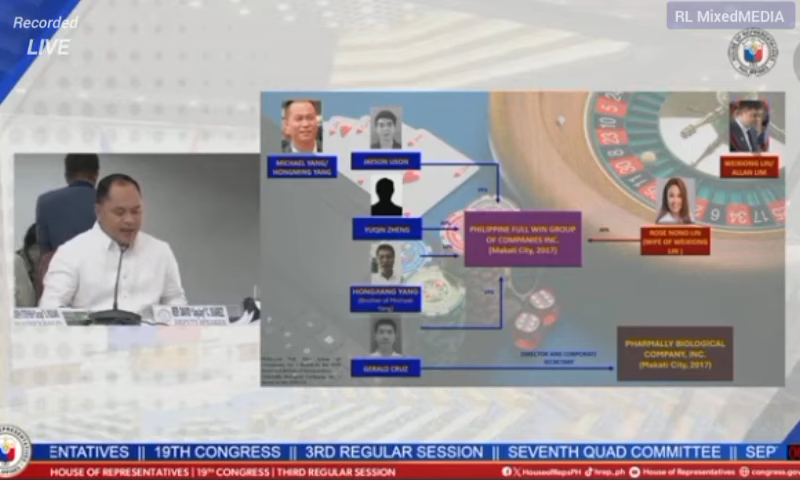 Recorded
LIVE
RL MixedMEDIA
MICHAEL YANG/
HONGMING YANG
JAYSON USON
WEIXIONG LIN/
ALLAN LIM
YUEJIN ZHENG
PHILIPPINE FULL WIN GROUP
OF COMPANIES INC.
(Makati City, 2017)
ROSE NONO LIN
(WIFE OF WEIXIONG
LIN )
HONGJIANG YANG
(Brother of Michael
Yang)
PHARMALLY BIOLOGICAL
COMPANY, INC.
(Makati City, 2017)
DIRECTOR AND CORPORATE
SECRETARY
GERALD CRUZ
ENTATIVES || 19TH CONGRESS || 3RD REGULAR SESSION || SEVENTH QUAD COMMITTEE || SEP
HOUSE OF REPRESENTATIVES | 19TH CONGRESS | THIRD REGULAR SESSION
HouseofRepsPH hrep_ph House of Representatives congress.gov